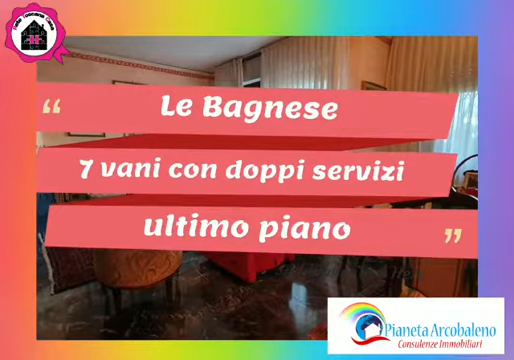 “
Le Bagnese
7 vani con doppi servizi
ultimo piano
”
Pianeta Arcobaleno
Consulenze Immobiliari